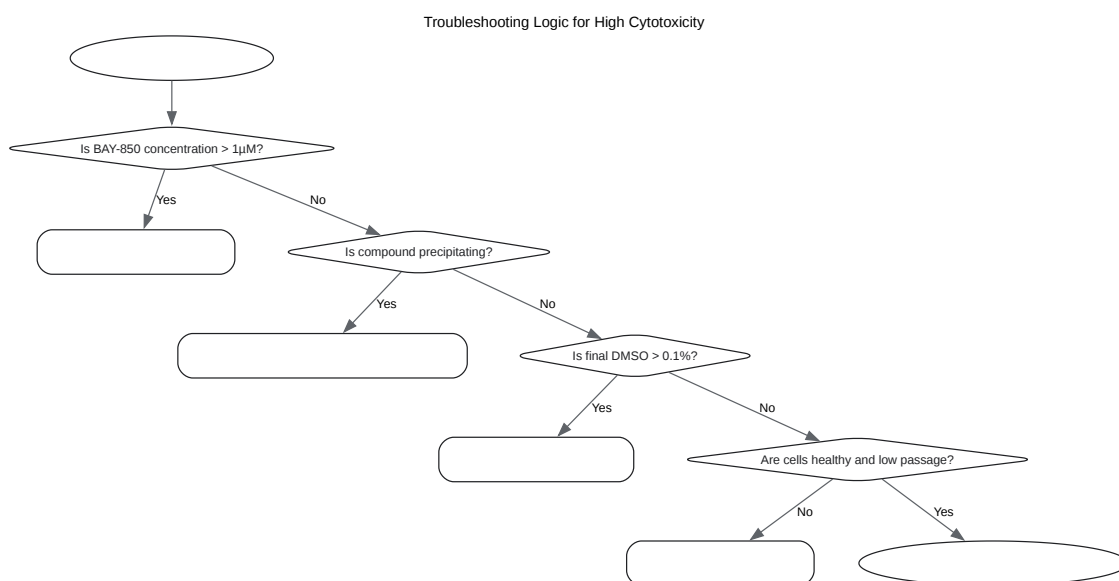 Troubleshooting Logic for High Cytotoxicity
Is BAY-850 concentration > 1µM?
Yes
No
Is compound precipitating?
Yes
No
Is final DMSO > 0.1%?
Yes
No
Are cells healthy and low passage?
No
Yes